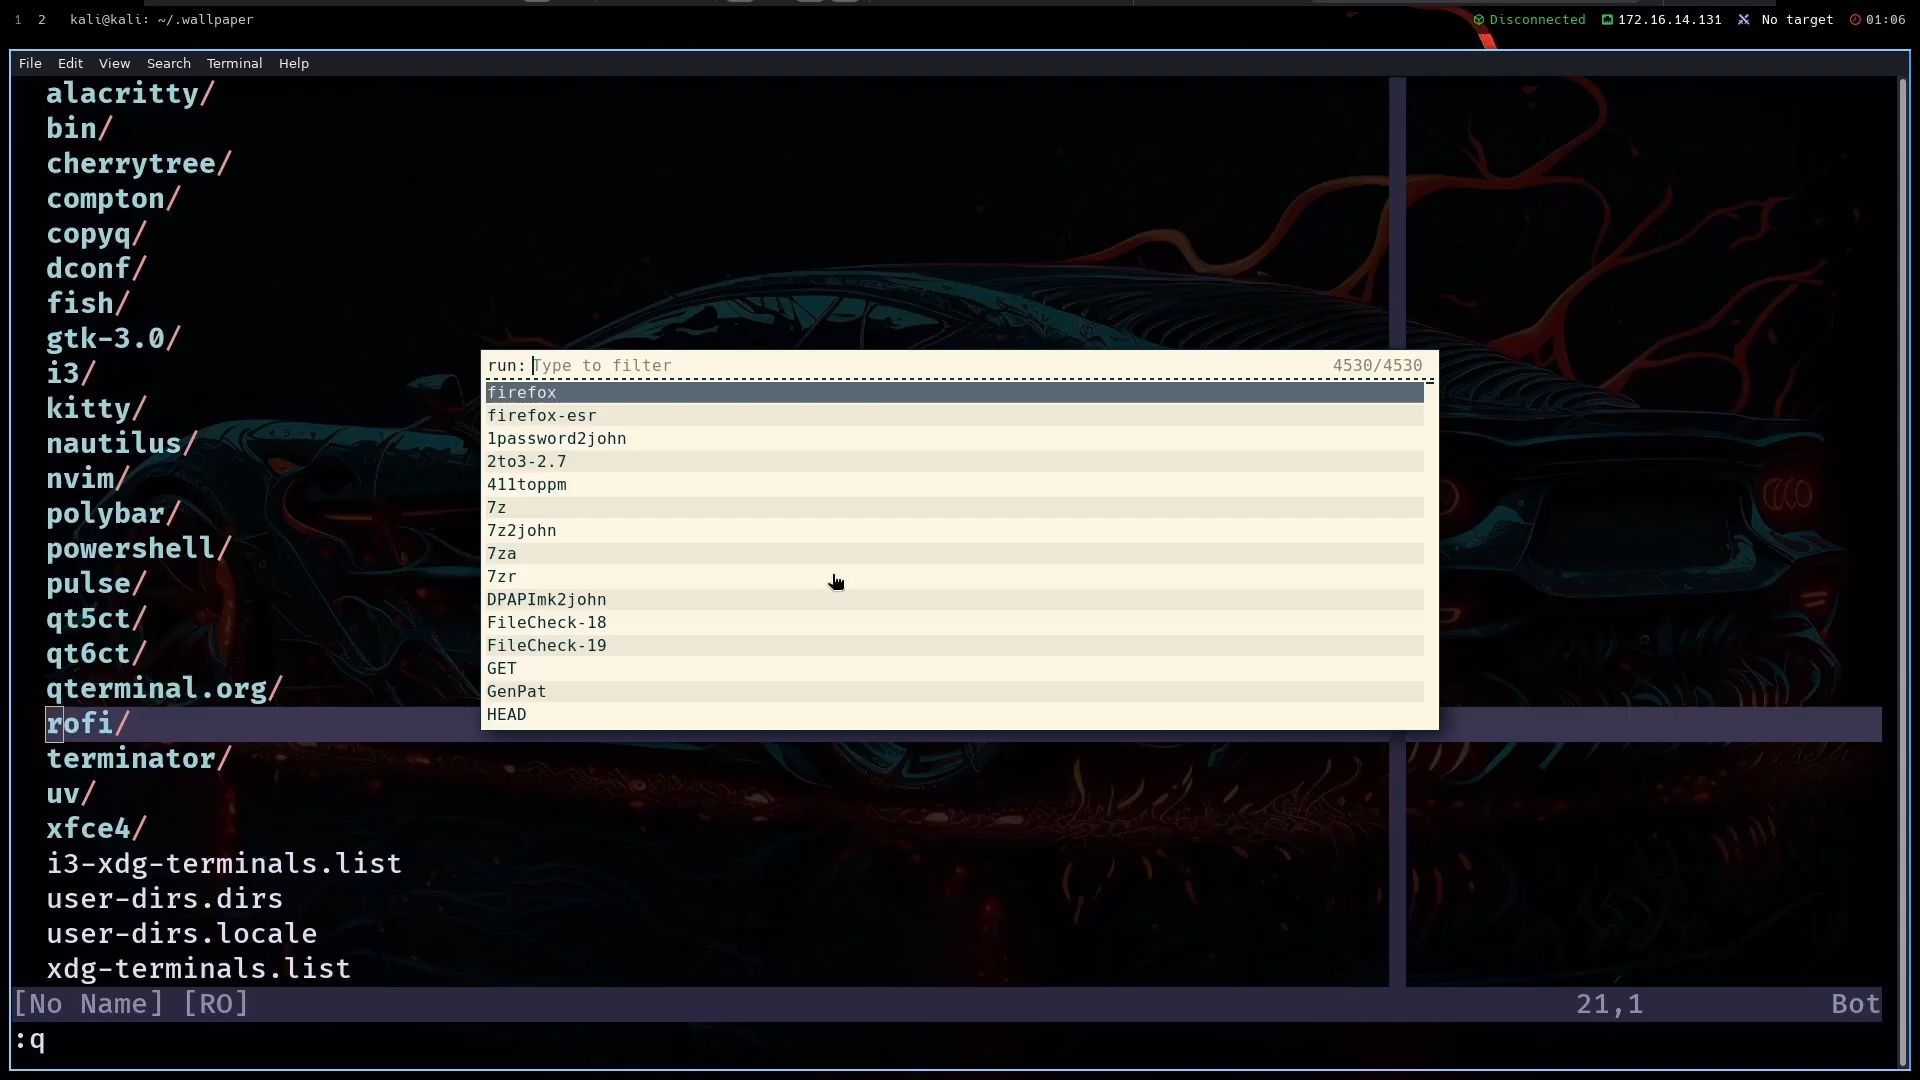 1 2 kali@kali: ~/.wallpaper Disconnected 172.16.14.131 No target 01:06
File Edit View Search Terminal Help
alacritty/
bin/
cherrytree/
compton/
copyq/
dconf/
fish/
gtk-3.0/
i3/
kitty/
nautilus/
nvim/
polybar/
powershell/
pulse/
qt5ct/
qt6ct/
qterminal.org/
rofi/
terminator/
uv/
xfce4/
i3-xdg-terminals.list
user-dirs.dirs
user-dirs.locale
xdg-terminals.list
run: Type to filter 4530/4530
firefox
firefox-esr
1password2john
2to3-2.7
411toppm
7z
7z2john
7za
7zr
DPAPImk2john
FileCheck-18
FileCheck-19
GET
GenPat
HEAD
[No Name] [RO] 21,1 Bot
:q